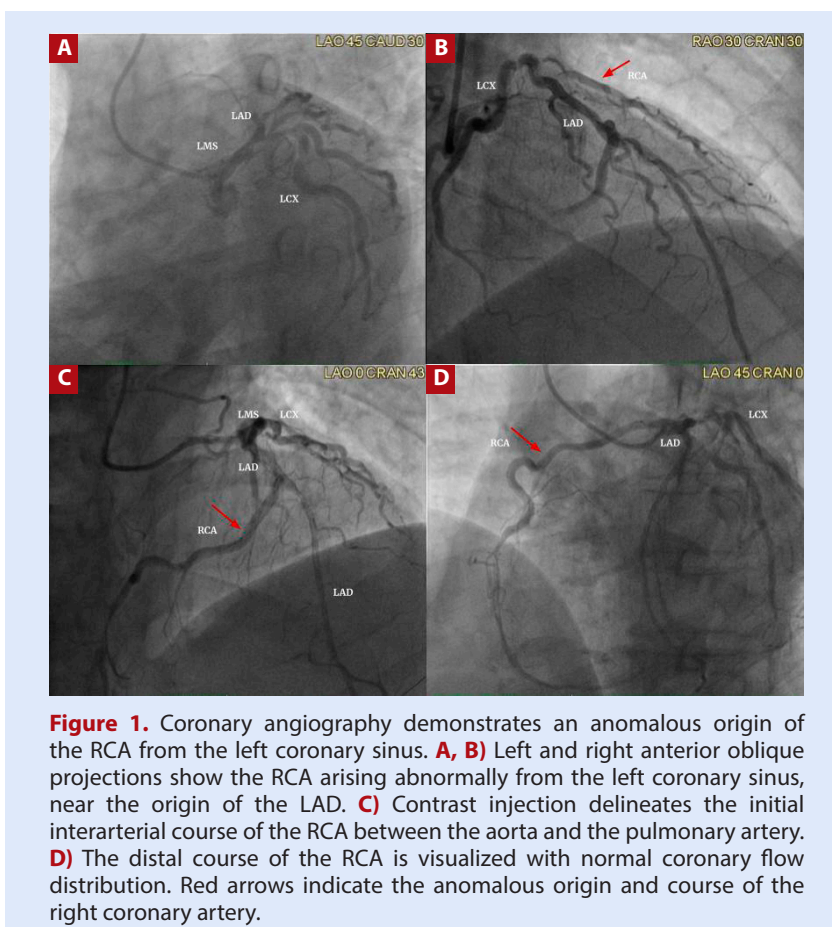 A
LAO 45 CAUD 30
LAD
LMS
LCX
B
RAO 30 CRAN 30
RCA
LCX
LAD
C
LAO 0 CRAN 43
LMS
LCX
LAD
RCA
LAD
D
LAO 45 CRAN 0
LCX
RCA
LAD
Figure 1. Coronary angiography demonstrates an anomalous origin of
the RCA from the left coronary sinus. A, B) Left and right anterior oblique
projections show the RCA arising abnormally from the left coronary sinus,
near the origin of the LAD. C) Contrast injection delineates the initial
interarterial course of the RCA between the aorta and the pulmonary artery.
D) The distal course of the RCA is visualized with normal coronary flow
distribution. Red arrows indicate the anomalous origin and course of the
right coronary artery.